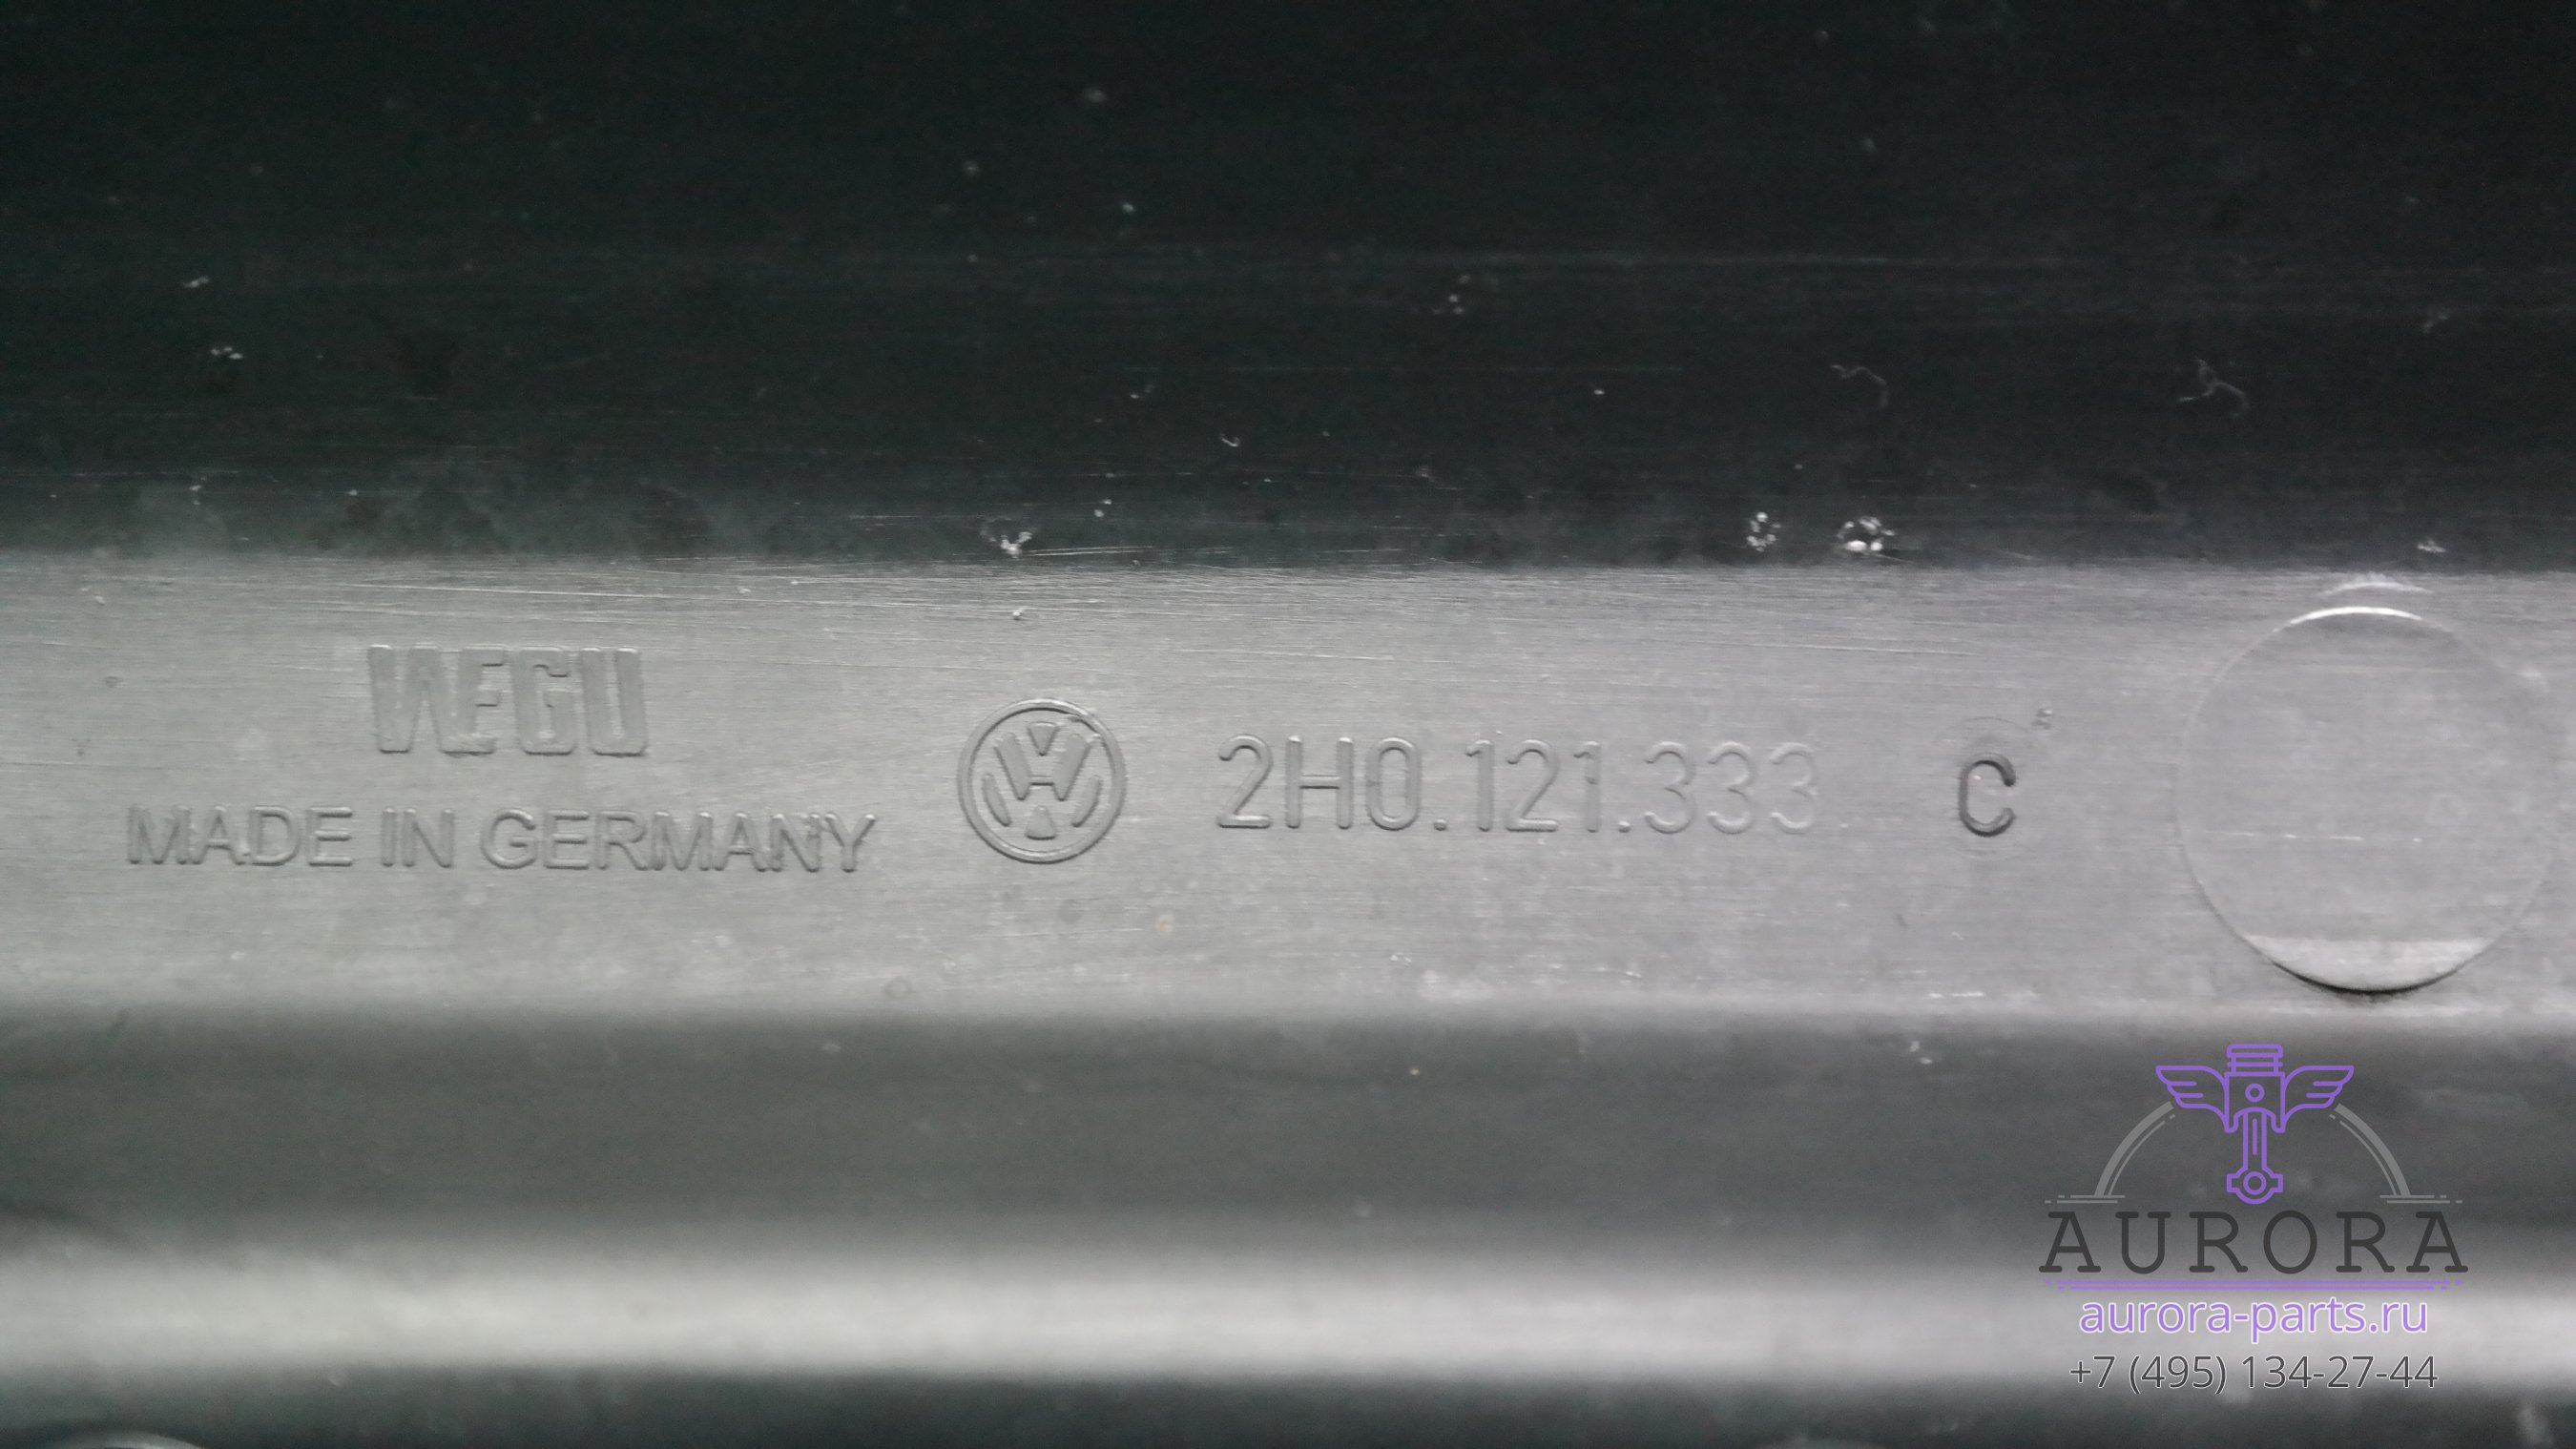 WEGU
MADE IN GERMANY
2H0.121.333 C
AURORA
aurora-parts.ru
+7 (495) 134-27-44